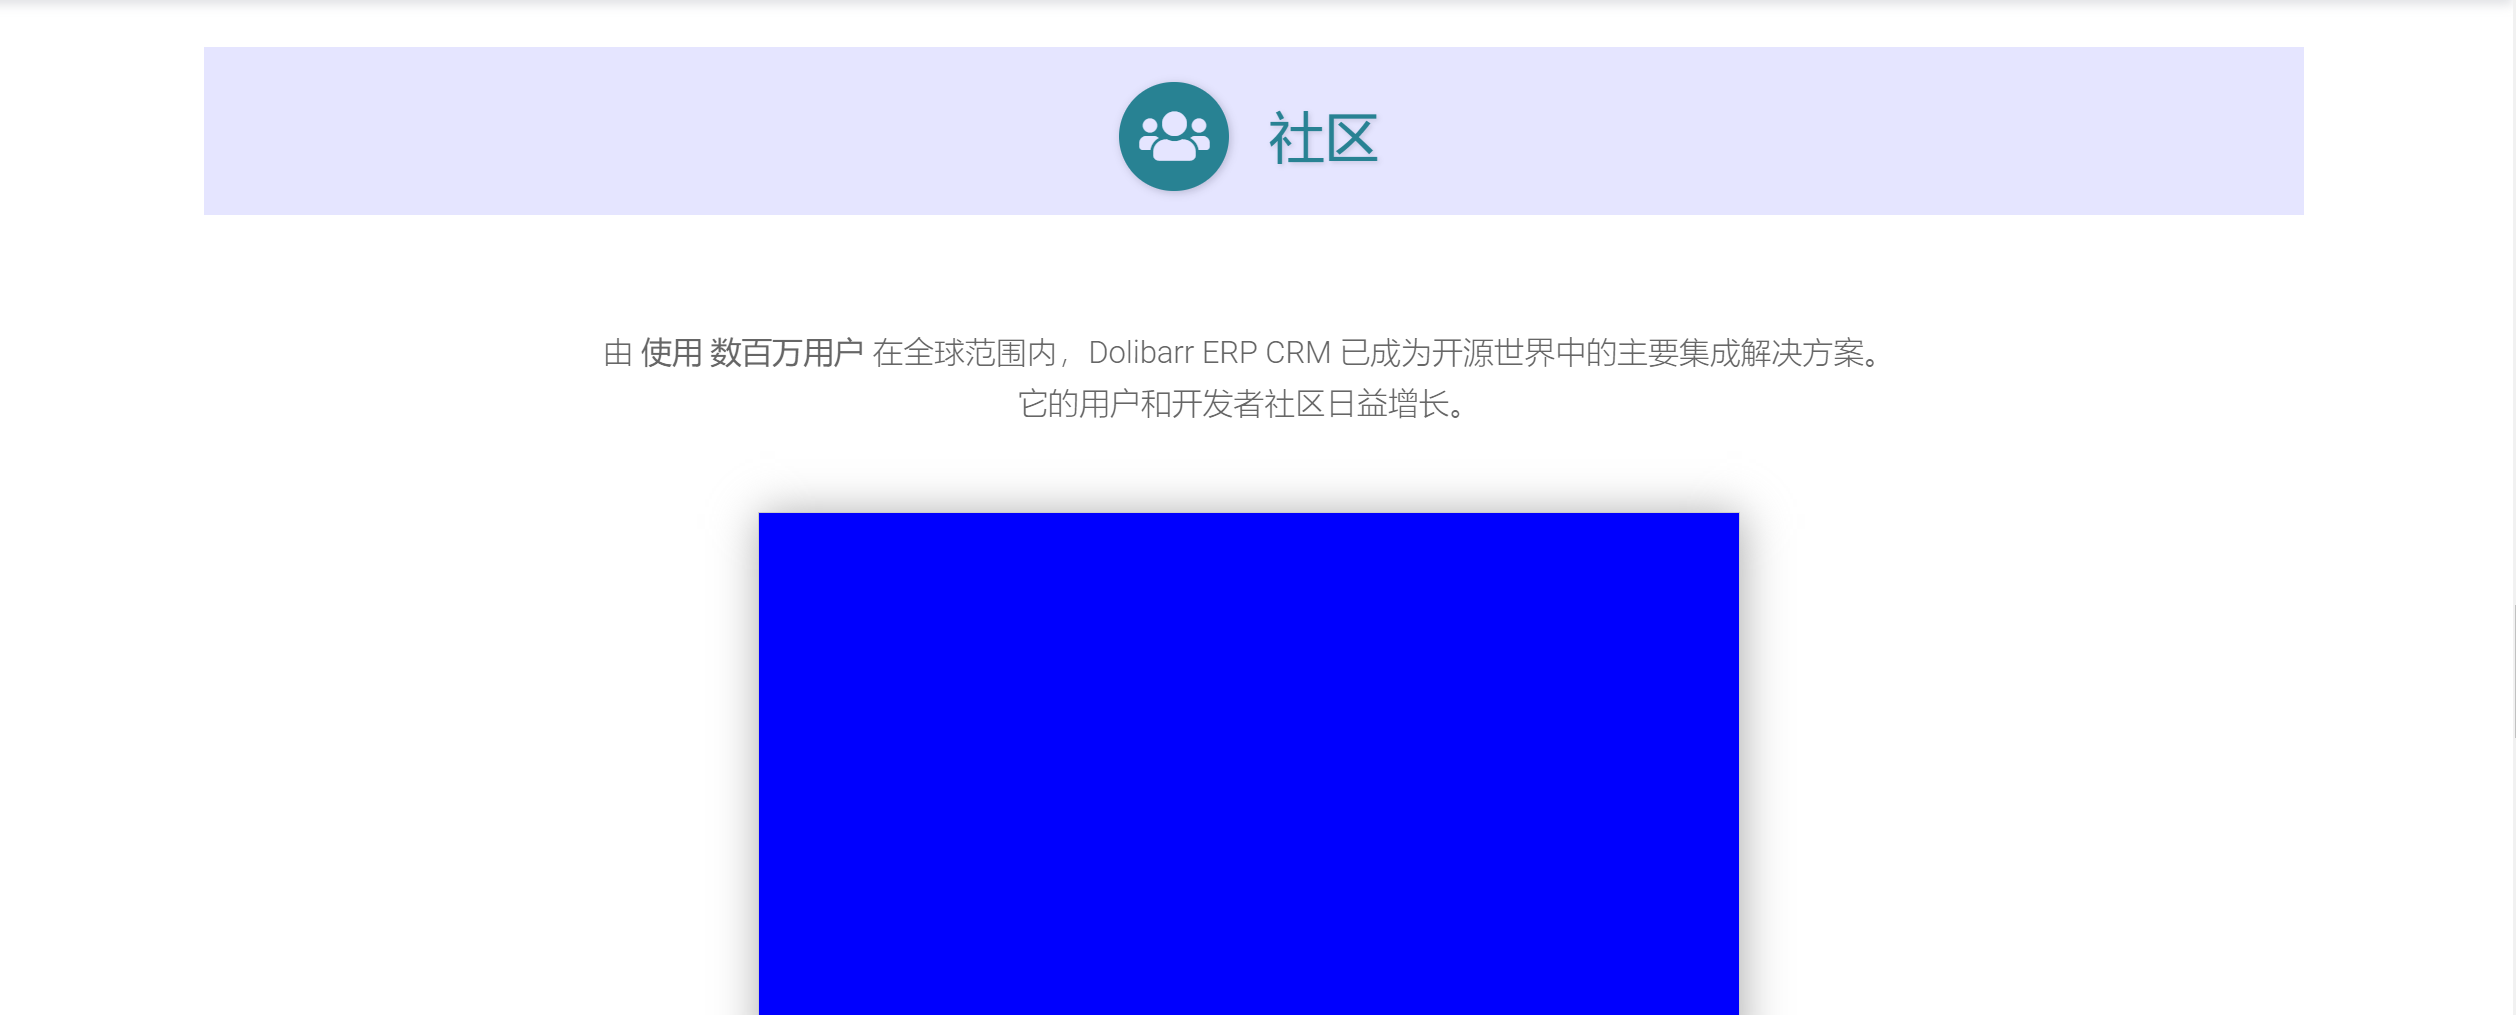 社区
由 使用 数百万用户 在全球范围内，Dolibarr ERP CRM 已成为开源世界中的主要集成解决方案。
它的用户和开发者社区日益增长。